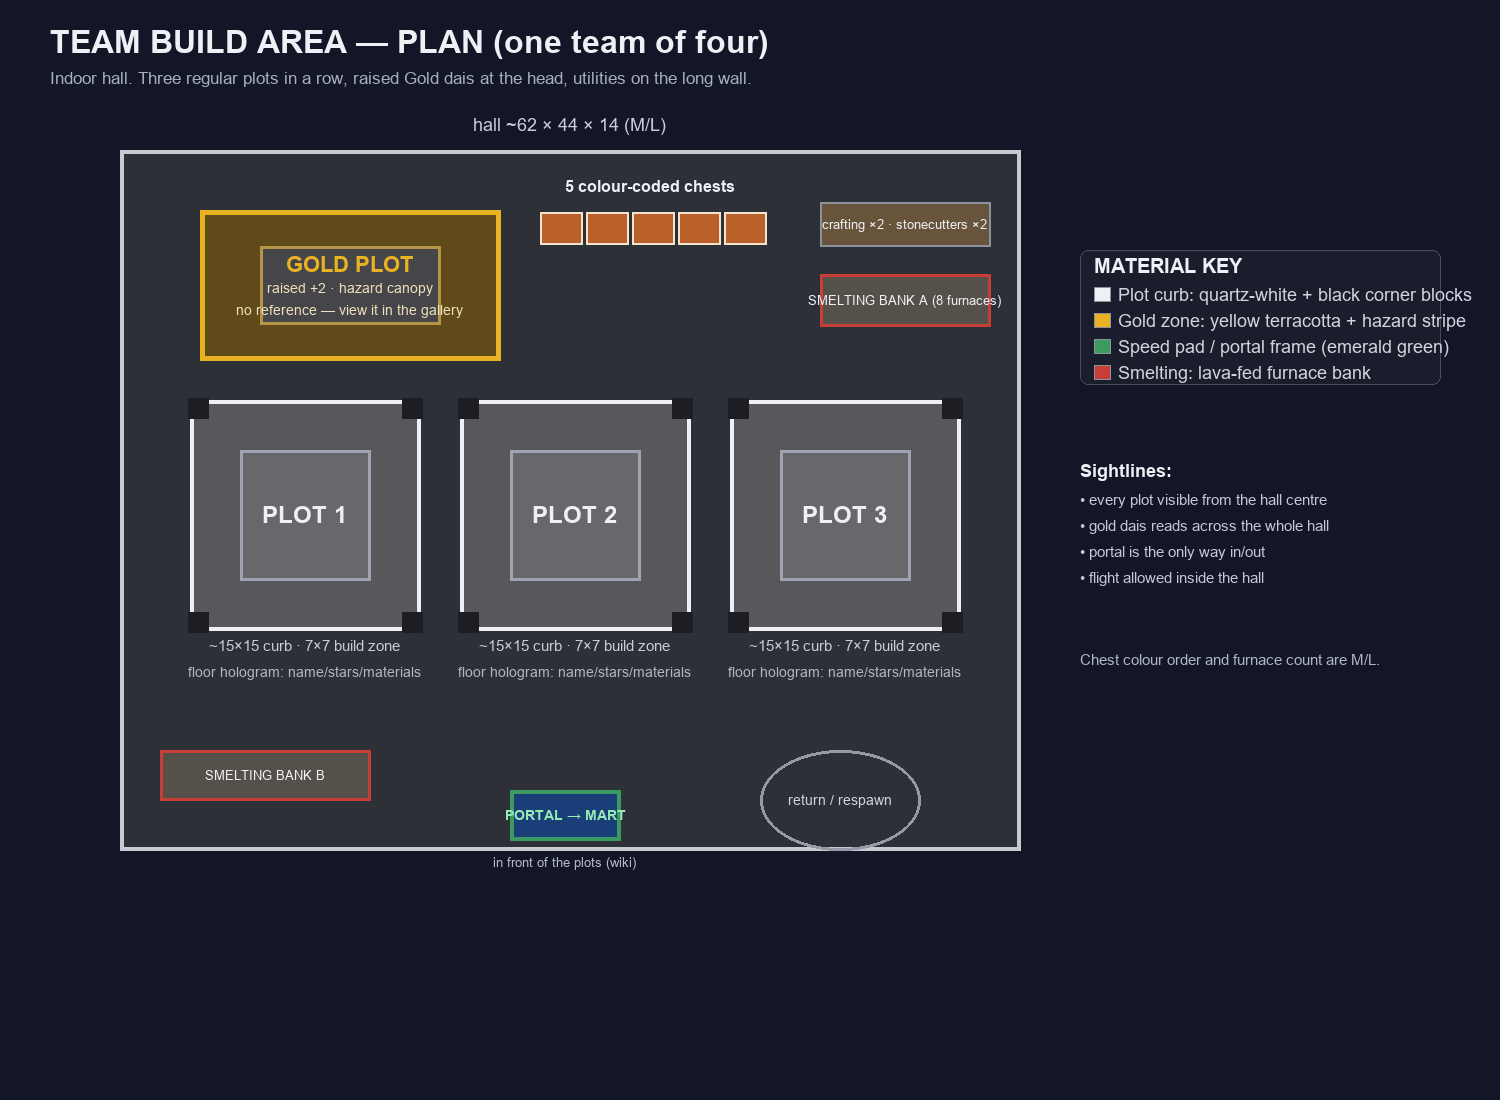 TEAM BUILD AREA — PLAN (one team of four)
Indoor hall. Three regular plots in a row, raised Gold dais at the head, utilities on the long wall.
hall ~62 × 44 × 14 (M/L)
5 colour-coded chests
crafting ×2 · stonecutters ×2
GOLD PLOT
raised +2 · hazard canopy
no reference — view it in the gallery
SMELTING BANK A (8 furnaces)
PLOT 1
PLOT 2
PLOT 3
~15×15 curb · 7×7 build zone
~15×15 curb · 7×7 build zone
~15×15 curb · 7×7 build zone
floor hologram: name/stars/materials
floor hologram: name/stars/materials
floor hologram: name/stars/materials
SMELTING BANK B
PORTAL → MART
return / respawn
in front of the plots (wiki)
MATERIAL KEY
Plot curb: quartz-white + black corner blocks
Gold zone: yellow terracotta + hazard stripe
Speed pad / portal frame (emerald green)
Smelting: lava-fed furnace bank
Sightlines:
• every plot visible from the hall centre
• gold dais reads across the whole hall
• portal is the only way in/out
• flight allowed inside the hall
Chest colour order and furnace count are M/L.